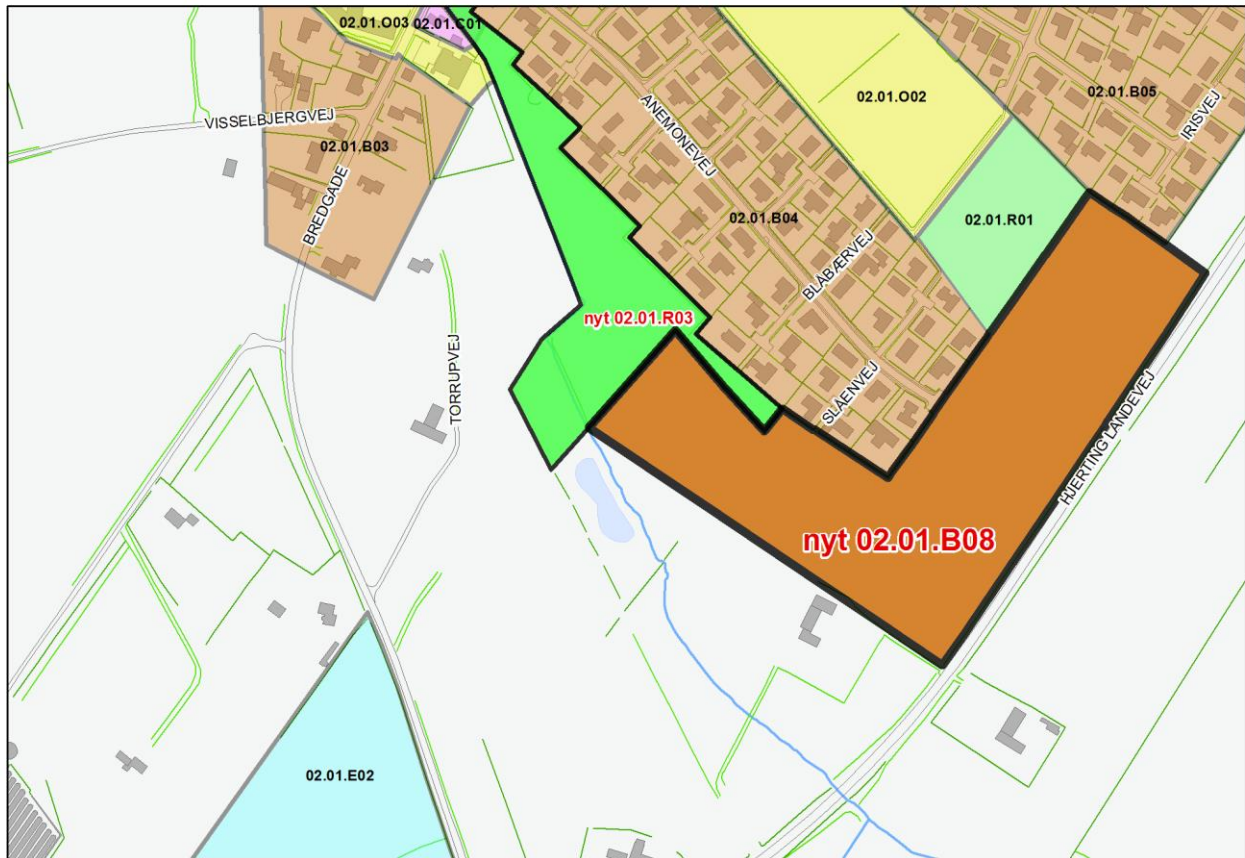 02.01.O03
02.01.C01
VISSELBJERGVEJ
02.01.B03
BREDGADE
ANEMONEVEJ
02.01.O02
02.01.B05
IRISVEJ
02.01.B04
BLABÆRVEJ
02.01.R01
nyt 02.01.R03
TORRUPVEJ
SLAENVEJ
HJERTING LANDEVEJ
nyt 02.01.B08
02.01.E02